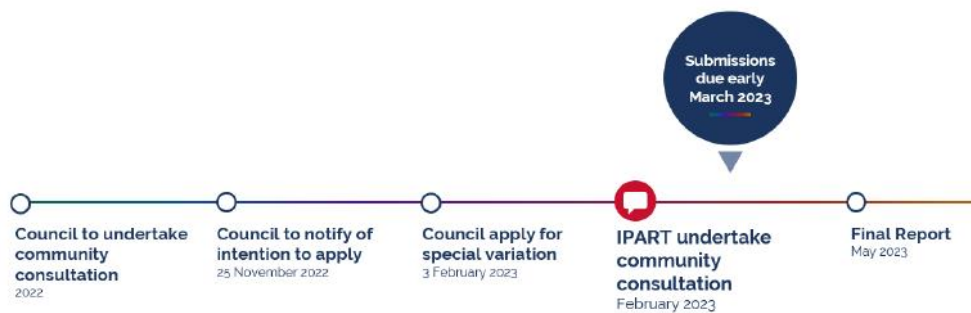 Submissions
due early
March 2023
Council to undertake
community
consultation
2022
Council to notify of
intention to apply
25 November 2022
Council apply for
special variation
3 February 2023
IPART undertake
community
consultation
February 2023
Final Report
May 2023